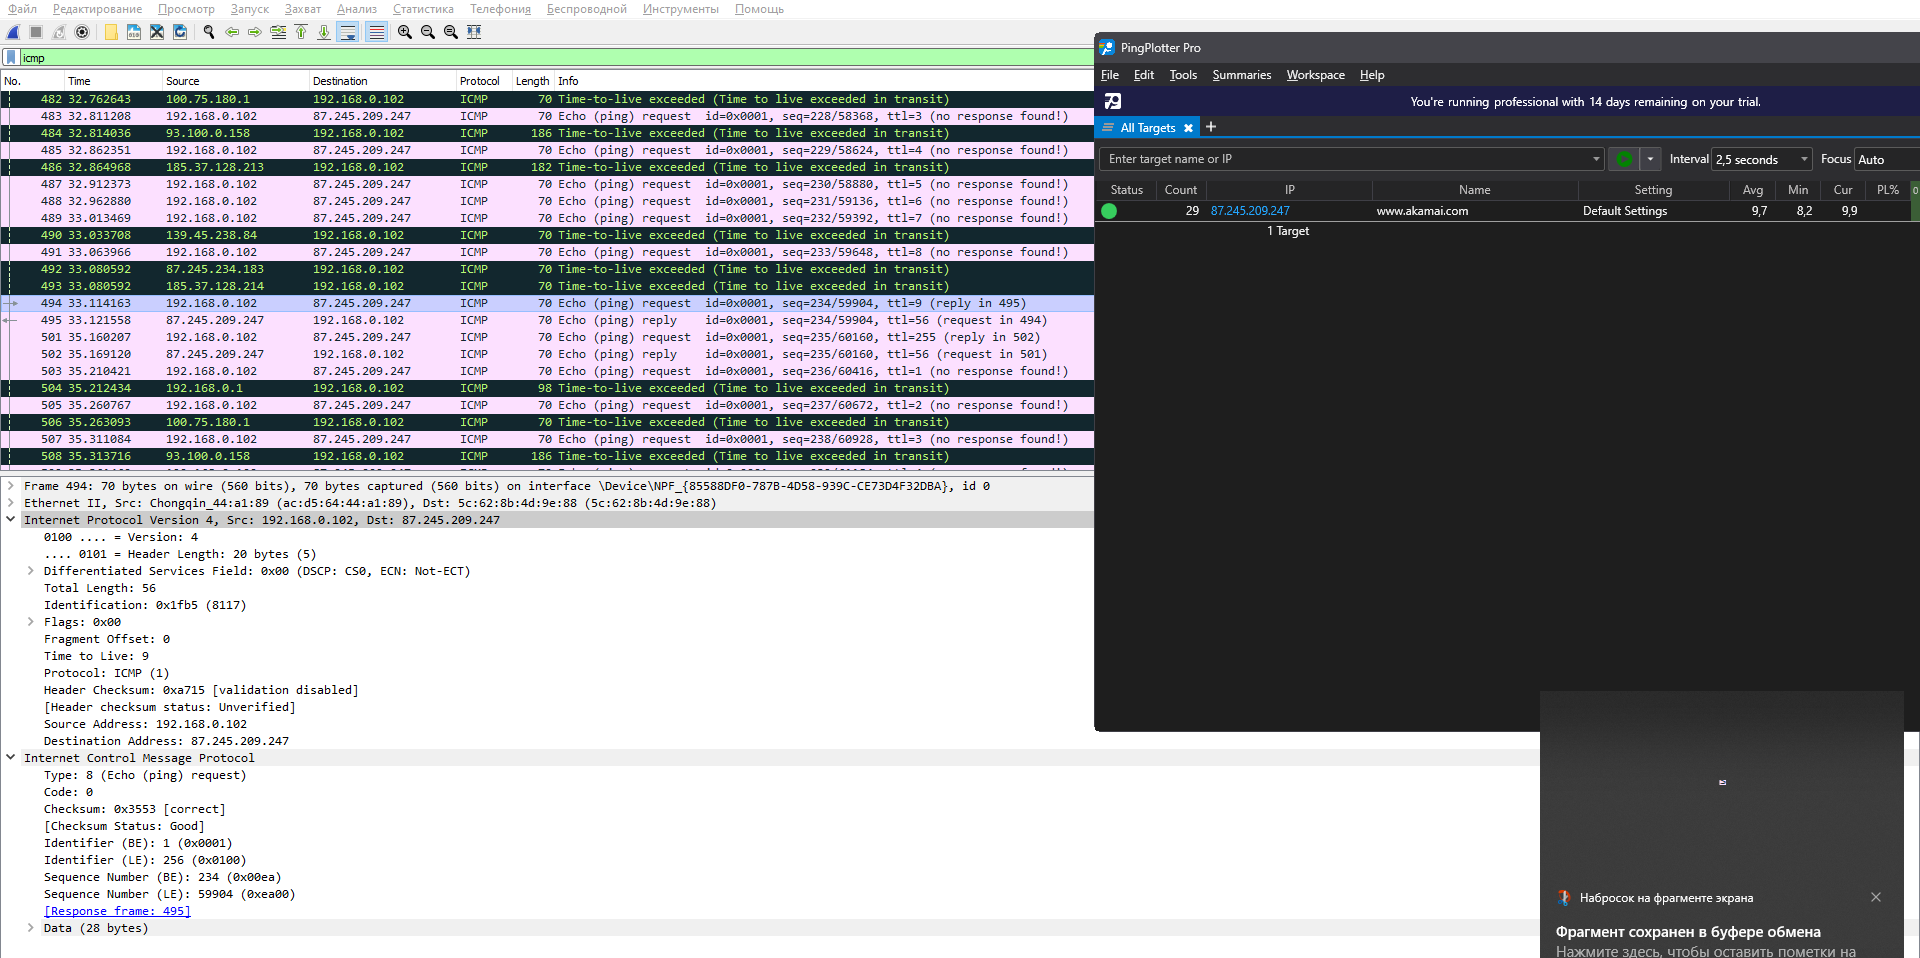 Файл Редактирование Просмотр Запуск Захват Анализ Статистика Телефония Беспроводной Инструменты Помощь
icmp
No. Time Source Destination Protocol Length Info
482 32.762643 100.75.180.1 192.168.0.102 ICMP 70 Time-to-live exceeded (Time to live exceeded in transit)
483 32.811208 192.168.0.102 87.245.209.247 ICMP 70 Echo (ping) request id=0x0001, seq=228/58368, ttl=3 (no response found!)
484 32.814036 93.100.0.158 192.168.0.102 ICMP 186 Time-to-live exceeded (Time to live exceeded in transit)
485 32.862351 192.168.0.102 87.245.209.247 ICMP 70 Echo (ping) request id=0x0001, seq=229/58624, ttl=4 (no response found!)
486 32.864968 185.37.128.213 192.168.0.102 ICMP 182 Time-to-live exceeded (Time to live exceeded in transit)
487 32.912373 192.168.0.102 87.245.209.247 ICMP 70 Echo (ping) request id=0x0001, seq=230/58880, ttl=5 (no response found!)
488 32.962880 192.168.0.102 87.245.209.247 ICMP 70 Echo (ping) request id=0x0001, seq=231/59136, ttl=6 (no response found!)
489 33.013469 192.168.0.102 87.245.209.247 ICMP 70 Echo (ping) request id=0x0001, seq=232/59392, ttl=7 (no response found!)
490 33.033708 139.45.238.84 192.168.0.102 ICMP 70 Time-to-live exceeded (Time to live exceeded in transit)
491 33.063966 192.168.0.102 87.245.209.247 ICMP 70 Echo (ping) request id=0x0001, seq=233/59648, ttl=8 (no response found!)
492 33.080592 87.245.234.183 192.168.0.102 ICMP 70 Time-to-live exceeded (Time to live exceeded in transit)
493 33.080592 185.37.128.214 192.168.0.102 ICMP 70 Time-to-live exceeded (Time to live exceeded in transit)
494 33.114163 192.168.0.102 87.245.209.247 ICMP 70 Echo (ping) request id=0x0001, seq=234/59904, ttl=9 (reply in 495)
495 33.121558 87.245.209.247 192.168.0.102 ICMP 70 Echo (ping) reply id=0x0001, seq=234/59904, ttl=56 (request in 494)
501 35.160207 192.168.0.102 87.245.209.247 ICMP 70 Echo (ping) request id=0x0001, seq=235/60160, ttl=255 (reply in 502)
502 35.169120 87.245.209.247 192.168.0.102 ICMP 70 Echo (ping) reply id=0x0001, seq=235/60160, ttl=56 (request in 501)
503 35.210421 192.168.0.102 87.245.209.247 ICMP 70 Echo (ping) request id=0x0001, seq=236/60416, ttl=1 (no response found!)
504 35.212434 192.168.0.1 192.168.0.102 ICMP 98 Time-to-live exceeded (Time to live exceeded in transit)
505 35.260767 192.168.0.102 87.245.209.247 ICMP 70 Echo (ping) request id=0x0001, seq=237/60672, ttl=2 (no response found!)
506 35.263093 100.75.180.1 192.168.0.102 ICMP 70 Time-to-live exceeded (Time to live exceeded in transit)
507 35.311084 192.168.0.102 87.245.209.247 ICMP 70 Echo (ping) request id=0x0001, seq=238/60928, ttl=3 (no response found!)
508 35.313716 93.100.0.158 192.168.0.102 ICMP 186 Time-to-live exceeded (Time to live exceeded in transit)
Frame 494: 70 bytes on wire (560 bits), 70 bytes captured (560 bits) on interface \Device\NPF_{85588DF0-787B-4D58-939C-CE73D4F32DBA}, id 0
Ethernet II, Src: Chongqin_44:a1:89 (ac:d5:64:44:a1:89), Dst: 5c:62:8b:4d:9e:88 (5c:62:8b:4d:9e:88)
Internet Protocol Version 4, Src: 192.168.0.102, Dst: 87.245.209.247
0100 .... = Version: 4
.... 0101 = Header Length: 20 bytes (5)
Differentiated Services Field: 0x00 (DSCP: CS0, ECN: Not-ECT)
Total Length: 56
Identification: 0x1fb5 (8117)
Flags: 0x00
Fragment Offset: 0
Time to Live: 9
Protocol: ICMP (1)
Header Checksum: 0xa715 [validation disabled]
[Header checksum status: Unverified]
Source Address: 192.168.0.102
Destination Address: 87.245.209.247
Internet Control Message Protocol
Type: 8 (Echo (ping) request)
Code: 0
Checksum: 0x3553 [correct]
[Checksum Status: Good]
Identifier (BE): 1 (0x0001)
Identifier (LE): 256 (0x0100)
Sequence Number (BE): 234 (0x00ea)
Sequence Number (LE): 59904 (0xea00)
[Response frame: 495]
Data (28 bytes)
PingPlotter Pro
File Edit Tools Summaries Workspace Help
You're running professional with 14 days remaining on your trial.
All Targets
Enter target name or IP Interval 2,5 seconds Focus Auto
Status Count IP Name Setting Avg Min Cur PL% 0
29 87.245.209.247 www.akamai.com Default Settings 9,7 8,2 9,9
1 Target
Набросок на фрагменте экрана
Фрагмент сохранен в буфере обмена
Нажмите здесь, чтобы оставить пометки на